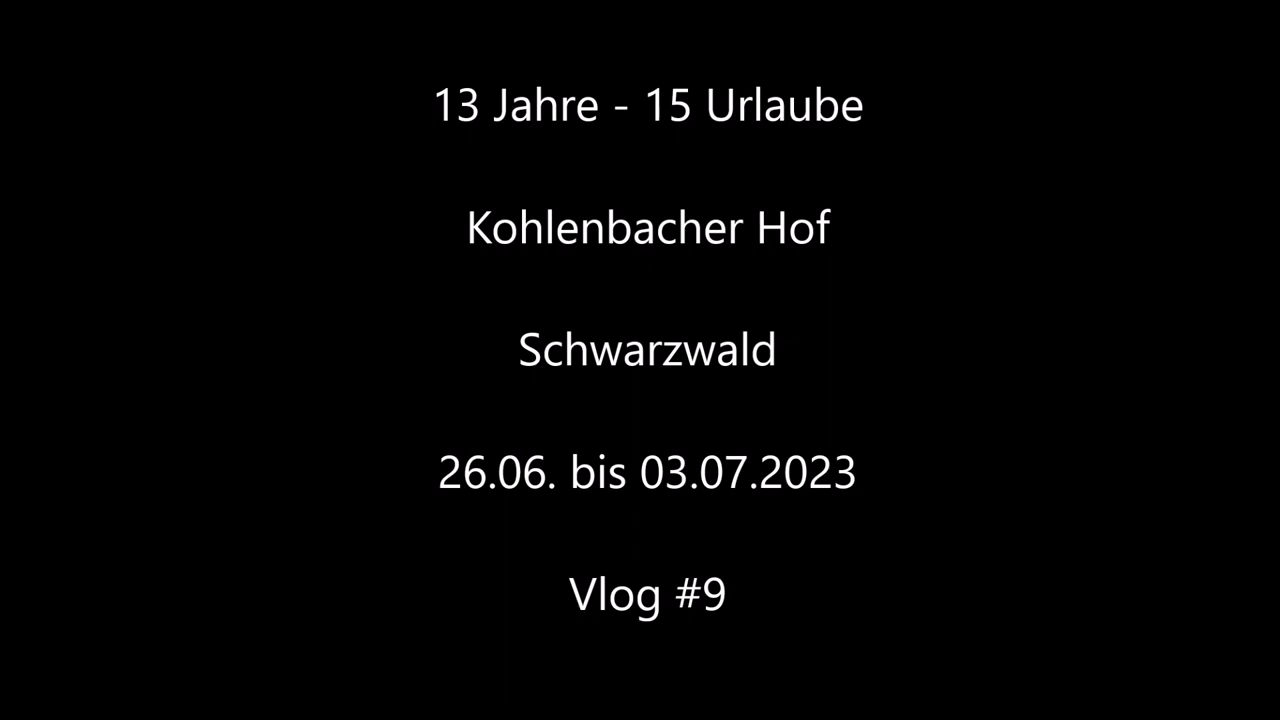 13 Jahre - 15 Urlaube
Kohlenbacher Hof
Schwarzwald
26.06. bis 03.07.2023
Vlog #9